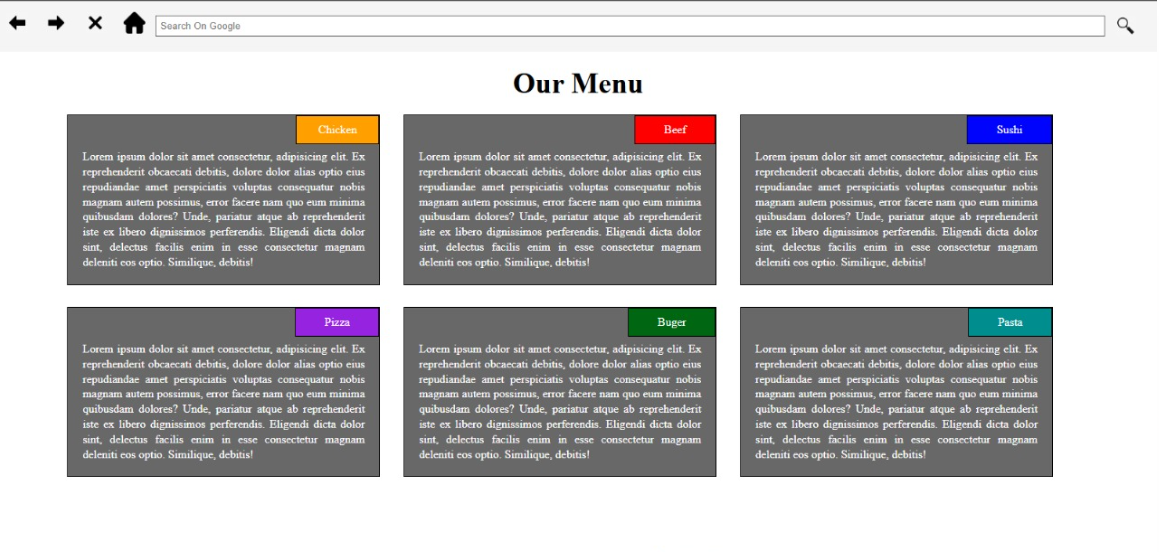 Search On Google
Our Menu
Chicken
Lorem ipsum dolor sit amet consectetur, adipisicing elit. Ex
reprehenderit obcaecati debitis, dolore dolor alias optio eius
repudiandae amet perspiciatis voluptas consequatur nobis
magnam autem possimus, error facere nam quo eum minima
quibusdam dolores? Unde, pariatur atque ab reprehenderit
iste ex libero dignissimos perferendis. Eligendi dicta dolor
sint, delectus facilis enim in esse consectetur magnam
deleniti eos optio. Similique, debitis!
Beef
Lorem ipsum dolor sit amet consectetur, adipisicing elit. Ex
reprehenderit obcaecati debitis, dolore dolor alias optio eius
repudiandae amet perspiciatis voluptas consequatur nobis
magnam autem possimus, error facere nam quo eum minima
quibusdam dolores? Unde, pariatur atque ab reprehenderit
iste ex libero dignissimos perferendis. Eligendi dicta dolor
sint, delectus facilis enim in esse consectetur magnam
deleniti eos optio. Similique, debitis!
Sushi
Lorem ipsum dolor sit amet consectetur, adipisicing elit. Ex
reprehenderit obcaecati debitis, dolore dolor alias optio eius
repudiandae amet perspiciatis voluptas consequatur nobis
magnam autem possimus, error facere nam quo eum minima
quibusdam dolores? Unde, pariatur atque ab reprehenderit
iste ex libero dignissimos perferendis. Eligendi dicta dolor
sint, delectus facilis enim in esse consectetur magnam
deleniti eos optio. Similique, debitis!
Pizza
Lorem ipsum dolor sit amet consectetur, adipisicing elit. Ex
reprehenderit obcaecati debitis, dolore dolor alias optio eius
repudiandae amet perspiciatis voluptas consequatur nobis
magnam autem possimus, error facere nam quo eum minima
quibusdam dolores? Unde, pariatur atque ab reprehenderit
iste ex libero dignissimos perferendis. Eligendi dicta dolor
sint, delectus facilis enim in esse consectetur magnam
deleniti eos optio. Similique, debitis!
Buger
Lorem ipsum dolor sit amet consectetur, adipisicing elit. Ex
reprehenderit obcaecati debitis, dolore dolor alias optio eius
repudiandae amet perspiciatis voluptas consequatur nobis
magnam autem possimus, error facere nam quo eum minima
quibusdam dolores? Unde, pariatur atque ab reprehenderit
iste ex libero dignissimos perferendis. Eligendi dicta dolor
sint, delectus facilis enim in esse consectetur magnam
deleniti eos optio. Similique, debitis!
Pasta
Lorem ipsum dolor sit amet consectetur, adipisicing elit. Ex
reprehenderit obcaecati debitis, dolore dolor alias optio eius
repudiandae amet perspiciatis voluptas consequatur nobis
magnam autem possimus, error facere nam quo eum minima
quibusdam dolores? Unde, pariatur atque ab reprehenderit
iste ex libero dignissimos perferendis. Eligendi dicta dolor
sint, delectus facilis enim in esse consectetur magnam
deleniti eos optio. Similique, debitis!